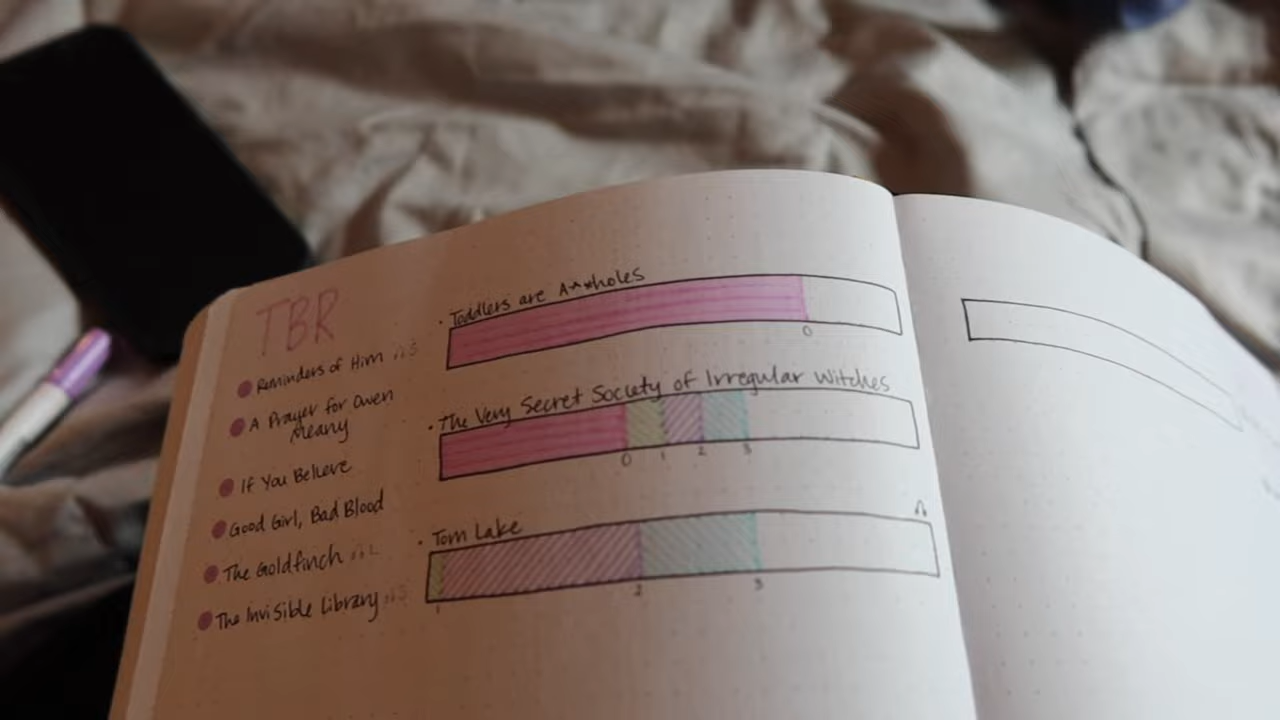 TBR
Reminders of Him
A Prayer for Owen
Meany
If You Believe
Good Girl, Bad Blood
The Goldfinch
The Invisible Library
Toddlers are A**holes
0
The Very Secret Society of Irregular Witches
0 1 2 3
Tom Lake
1 2 3